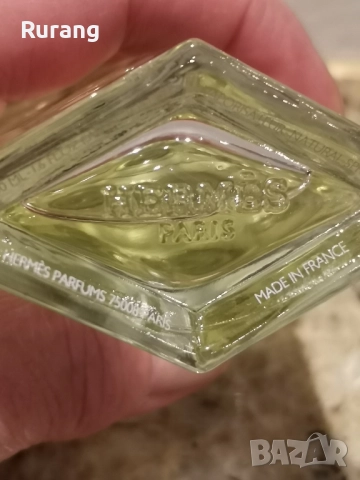 Rurang
HERMÈS
PARIS
HERMÈS PARFUMS 75008 PARIS
MADE IN FRANCE
BAZAR